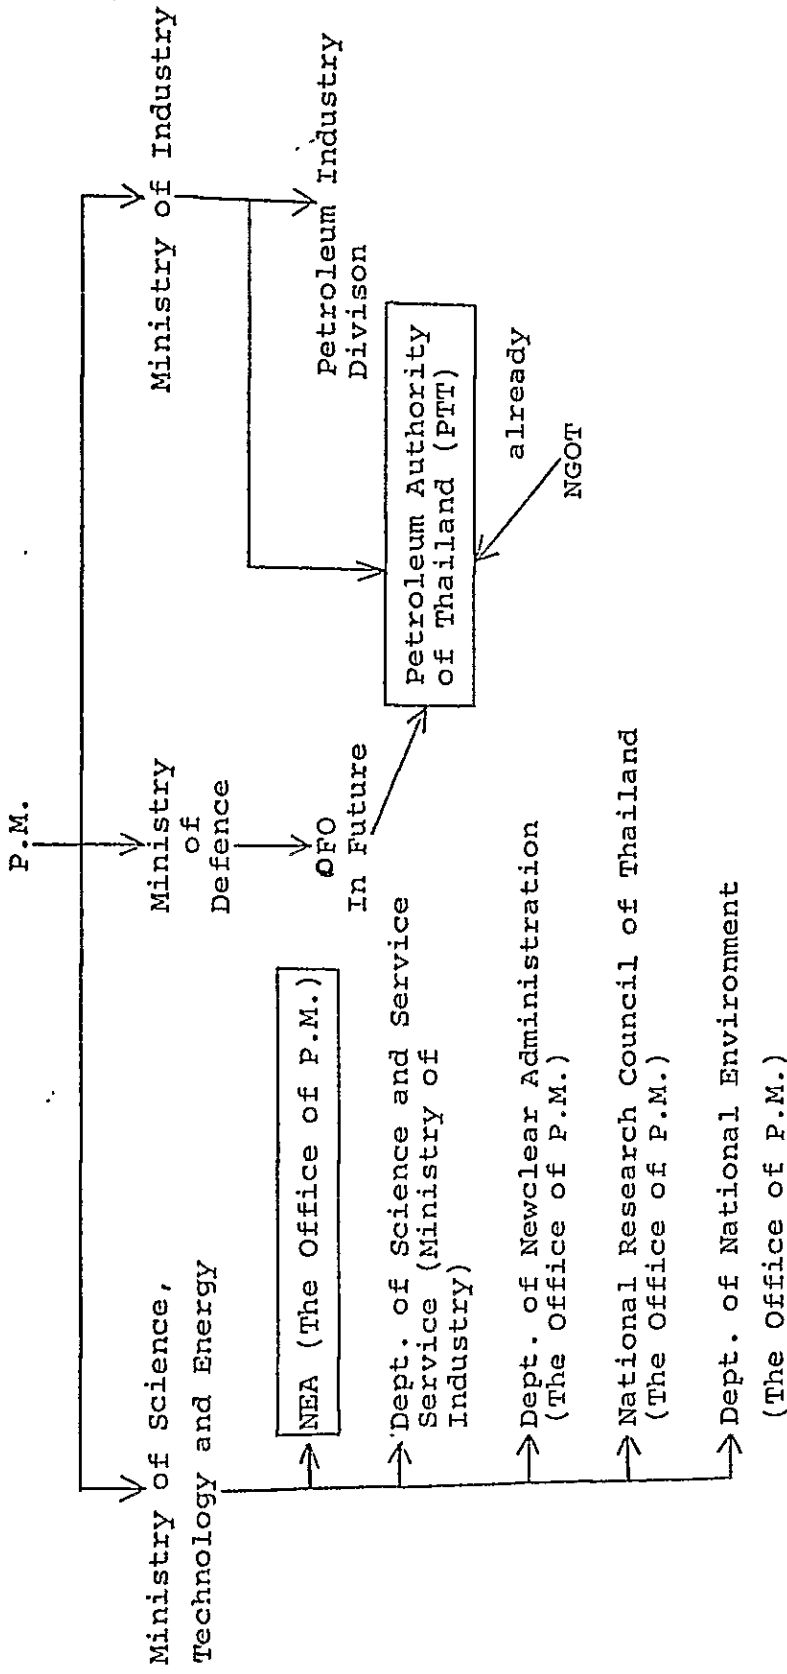 P.M.
Ministry of Science,
Technology and Energy
NEA (The Office of P.M.)
Dept. of Science and Service
Service (Ministry of
Industry)
Dept. of Newclear Administration
(The Office of P.M.)
National Research Council of Thailand
(The Office of P.M.)
Dept. of National Environment
(The Office of P.M.)
Ministry
of
Defence
OFO
In Future
Ministry of Industry
Petroleum Industry
Divison
Petroleum Authority
of Thailand (PTT)
already
NGOT